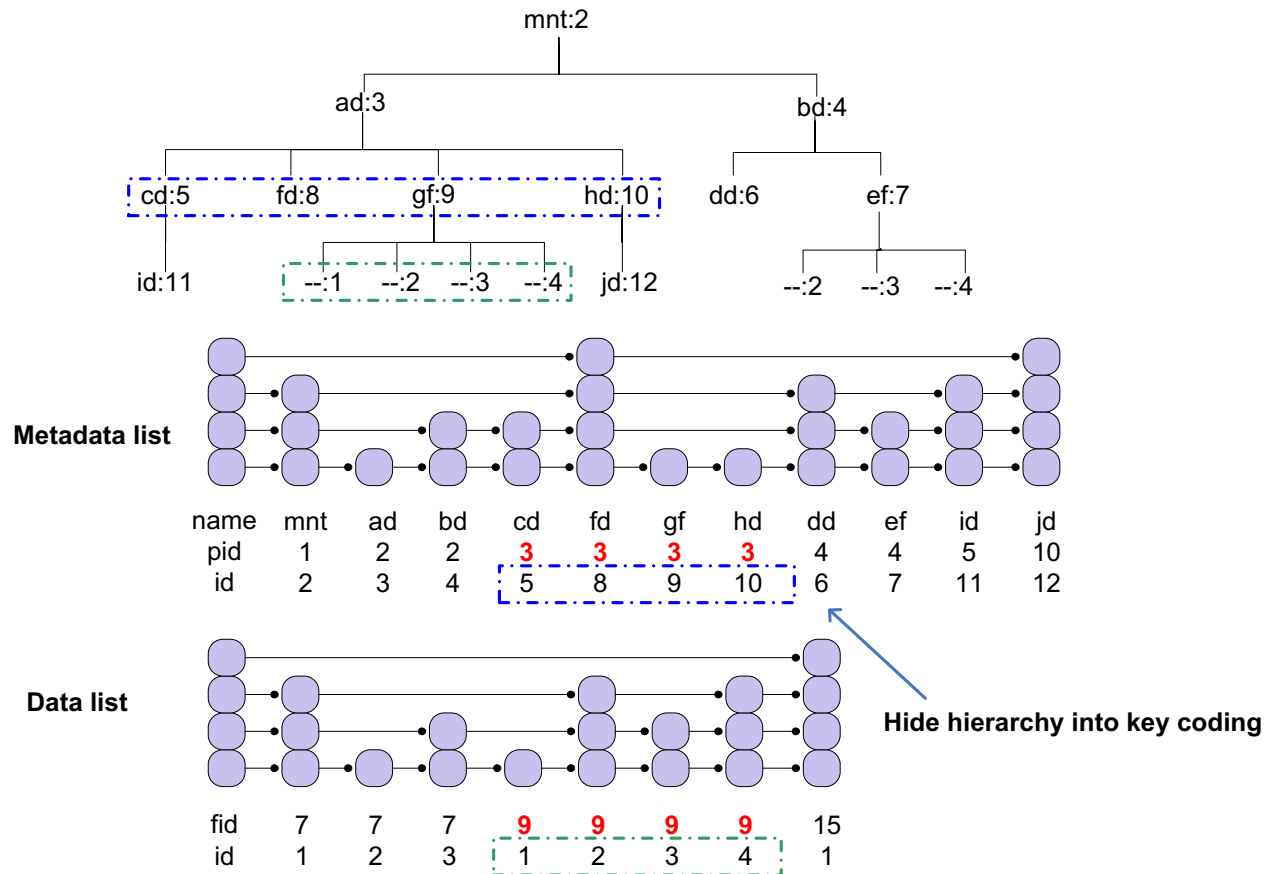 mnt:2
ad:3 bd:4
cd:5 fd:8 gf:9 hd:10 dd:6 ef:7
id:11 --:1 --:2 --:3 --:4 jd:12 --:2 --:3 --:4
Metadata list
name mnt ad bd cd fd gf hd dd ef id jd
pid 1 2 2 3 3 3 3 4 4 5 10
id 2 3 4 5 8 9 10 6 7 11 12
Data list
Hide hierarchy into key coding
fid 7 7 7 9 9 9 9 15
id 1 2 3 1 2 3 4 1